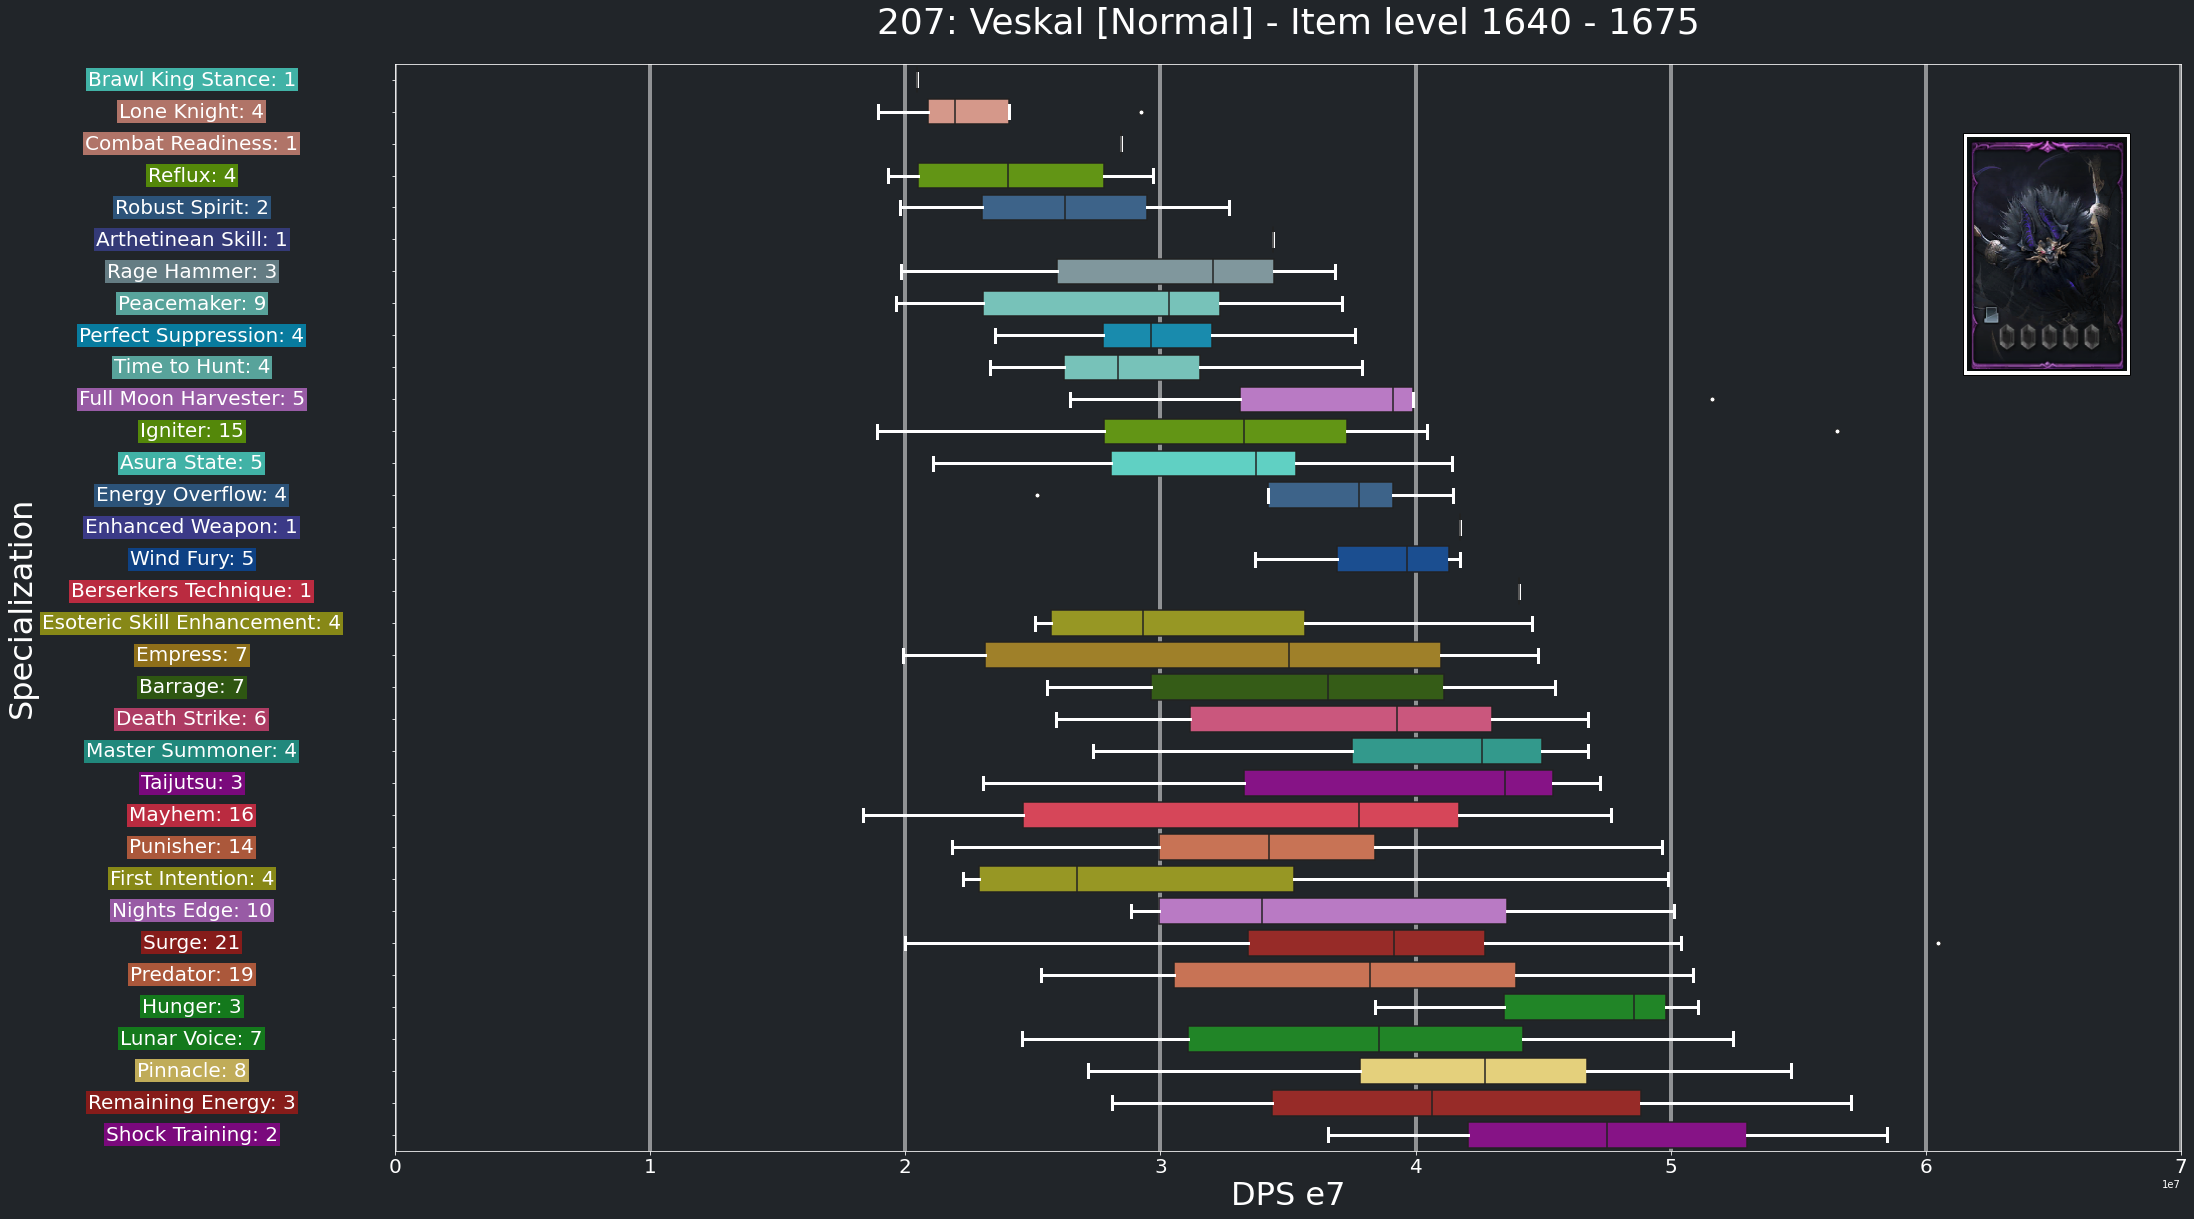 207: Veskal [Normal] - Item level 1640 - 1675
Specialization
Brawl King Stance: 1
Lone Knight: 4
Combat Readiness: 1
Reflux: 4
Robust Spirit: 2
Arthetinean Skill: 1
Rage Hammer: 3
Peacemaker: 9
Perfect Suppression: 4
Time to Hunt: 4
Full Moon Harvester: 5
Igniter: 15
Asura State: 5
Energy Overflow: 4
Enhanced Weapon: 1
Wind Fury: 5
Berserkers Technique: 1
Esoteric Skill Enhancement: 4
Empress: 7
Barrage: 7
Death Strike: 6
Master Summoner: 4
Taijutsu: 3
Mayhem: 16
Punisher: 14
First Intention: 4
Nights Edge: 10
Surge: 21
Predator: 19
Hunger: 3
Lunar Voice: 7
Pinnacle: 8
Remaining Energy: 3
Shock Training: 2
0 1 2 3 4 5 6 7
DPS e7
1e7